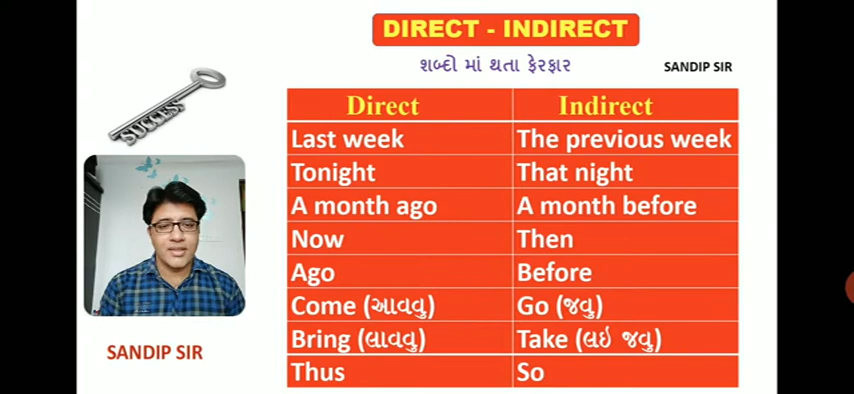 DIRECT - INDIRECT
શબ્દો માં થતા ફેરફાર
SANDIP SIR
SUCCESS
Direct Indirect
Last week The previous week
Tonight That night
A month ago A month before
Now Then
Ago Before
Come (આવવુ) Go (જવુ)
Bring (લાવવુ) Take (લઇ જવુ)
Thus So
SANDIP SIR